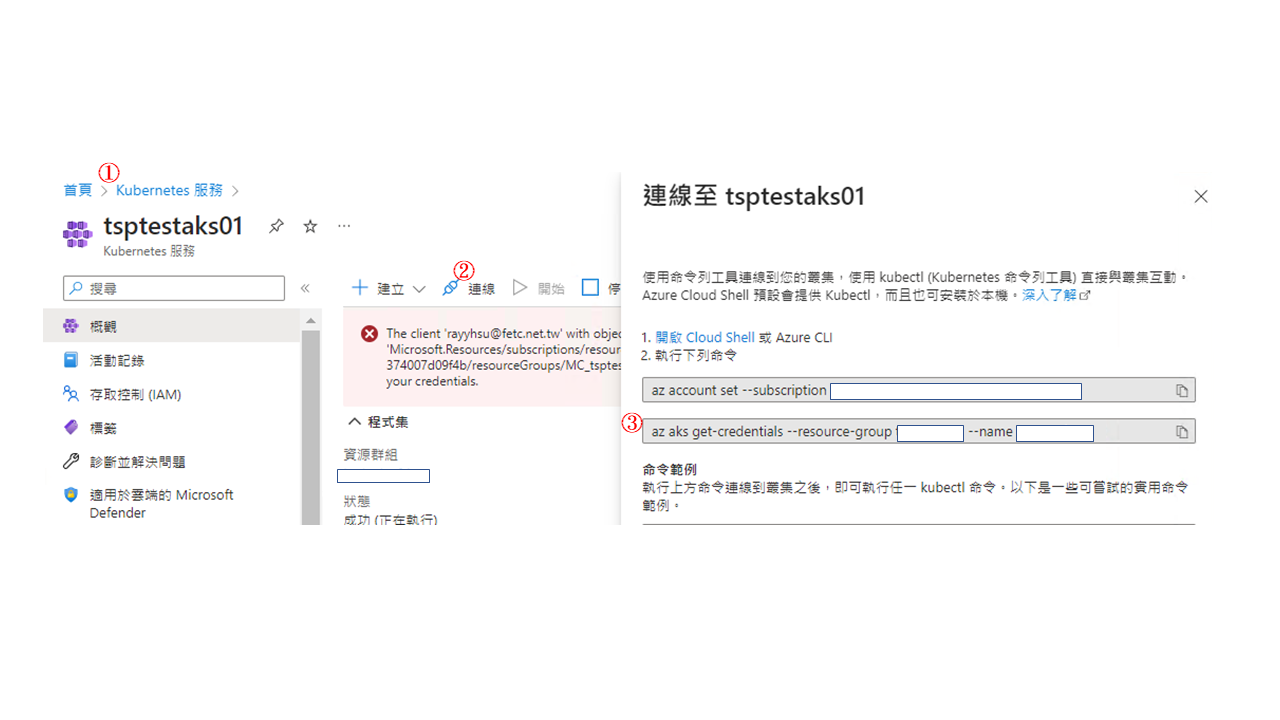 ①
首頁 > Kubernetes 服務 >
tsptestaks01
Kubernetes 服務
搜尋
«
概觀
活動記錄
存取控制 (IAM)
標籤
診斷並解決問題
適用於雲端的 Microsoft
Defender
②
建立
連線
開始
停
The client 'rayyhsu@fetc.net.tw' with objec
'Microsoft.Resources/subscriptions/resour
374007d09f4b/resourceGroups/MC_tsptes
your credentials.
程式集
資源群組
狀態
成功 (正在執行)
連線至 tsptestaks01
使用命令列工具連線到您的叢集，使用 kubectl (Kubernetes 命令列工具) 直接與叢集互動。
Azure Cloud Shell 預設會提供 Kubectl，而且也可安裝於本機。深入了解
1. 開啟 Cloud Shell 或 Azure CLI
2. 執行下列命令
az account set --subscription
③
az aks get-credentials --resource-group --name
命令範例
執行上方命令連線到叢集之後，即可執行任一 kubectl 命令。以下是一些可嘗試的實用命令
範例。